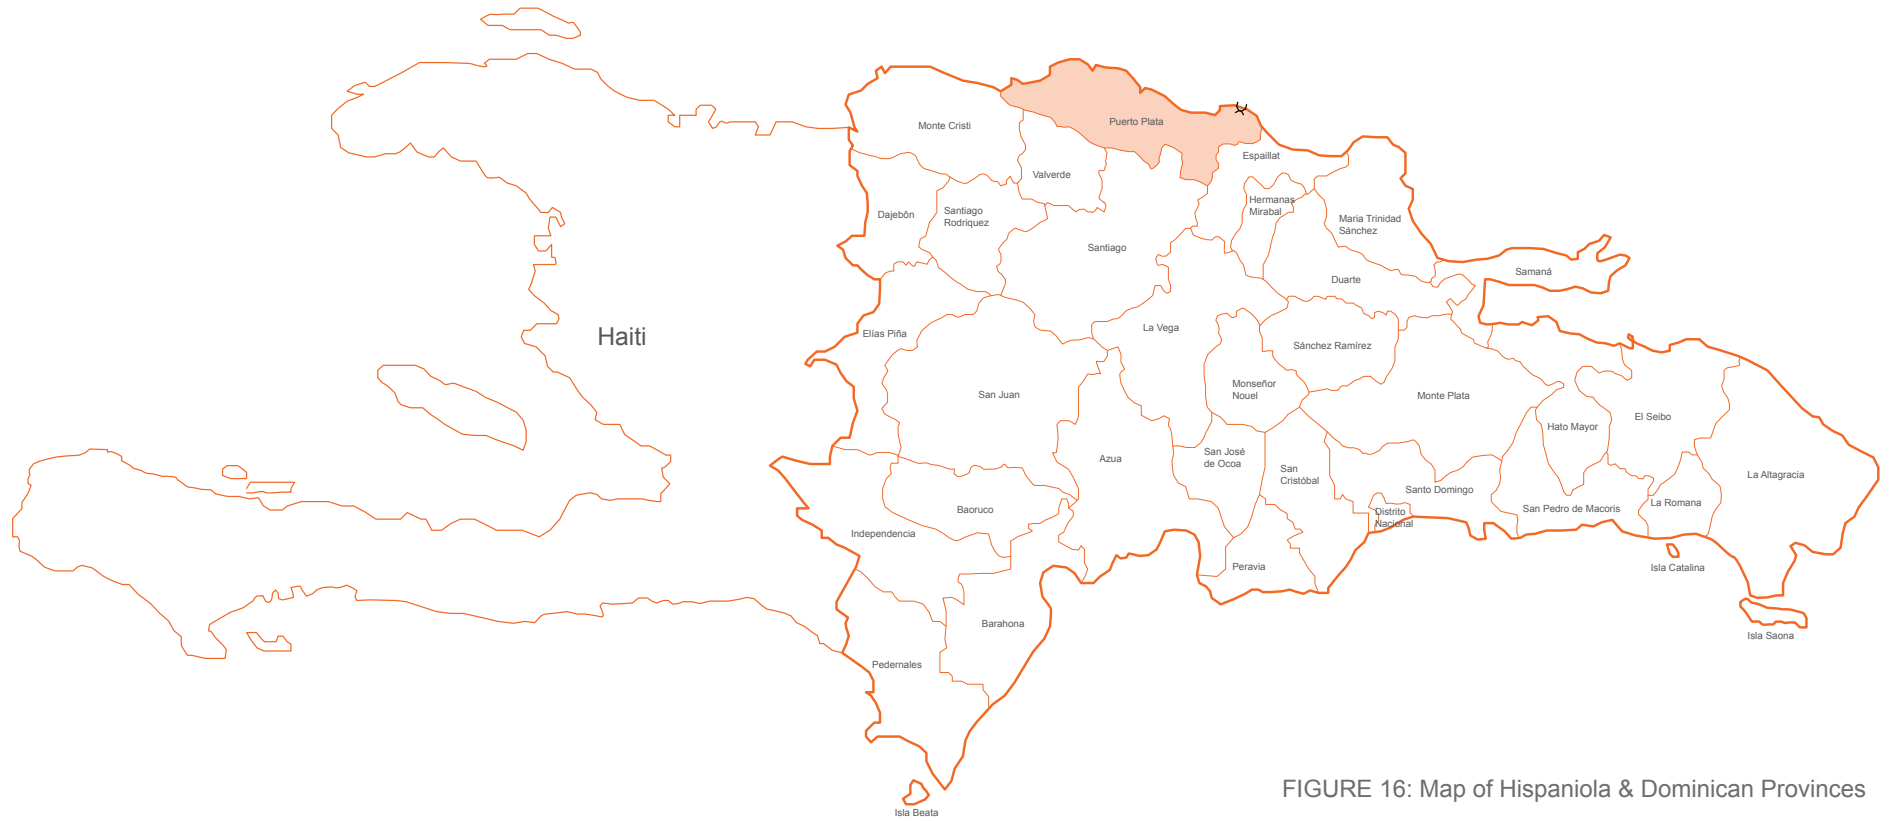 Monte Cristi
Puerto Plata
Espaillat
Valverde
Dajebôn
Santiago
Rodriquez
Hermanas
Mirabal
Maria Trinidad
Sánchez
Santiago
Samaná
Duarte
Elías Piña
Haiti
La Vega
Sánchez Ramírez
San Juan
Monseñor
Nouel
Monte Plata
El Seibo
Hato Mayor
Azua
San José
de Ocoa
San
Cristóbal
La Altagracia
Santo Domingo
Baoruco
La Romana
San Pedro de Macoris
Distrito
Nacional
Independencia
Peravia
Isla Catalina
Barahona
Isla Saona
Pedernales
FIGURE 16: Map of Hispaniola & Dominican Provinces
Isla Beata